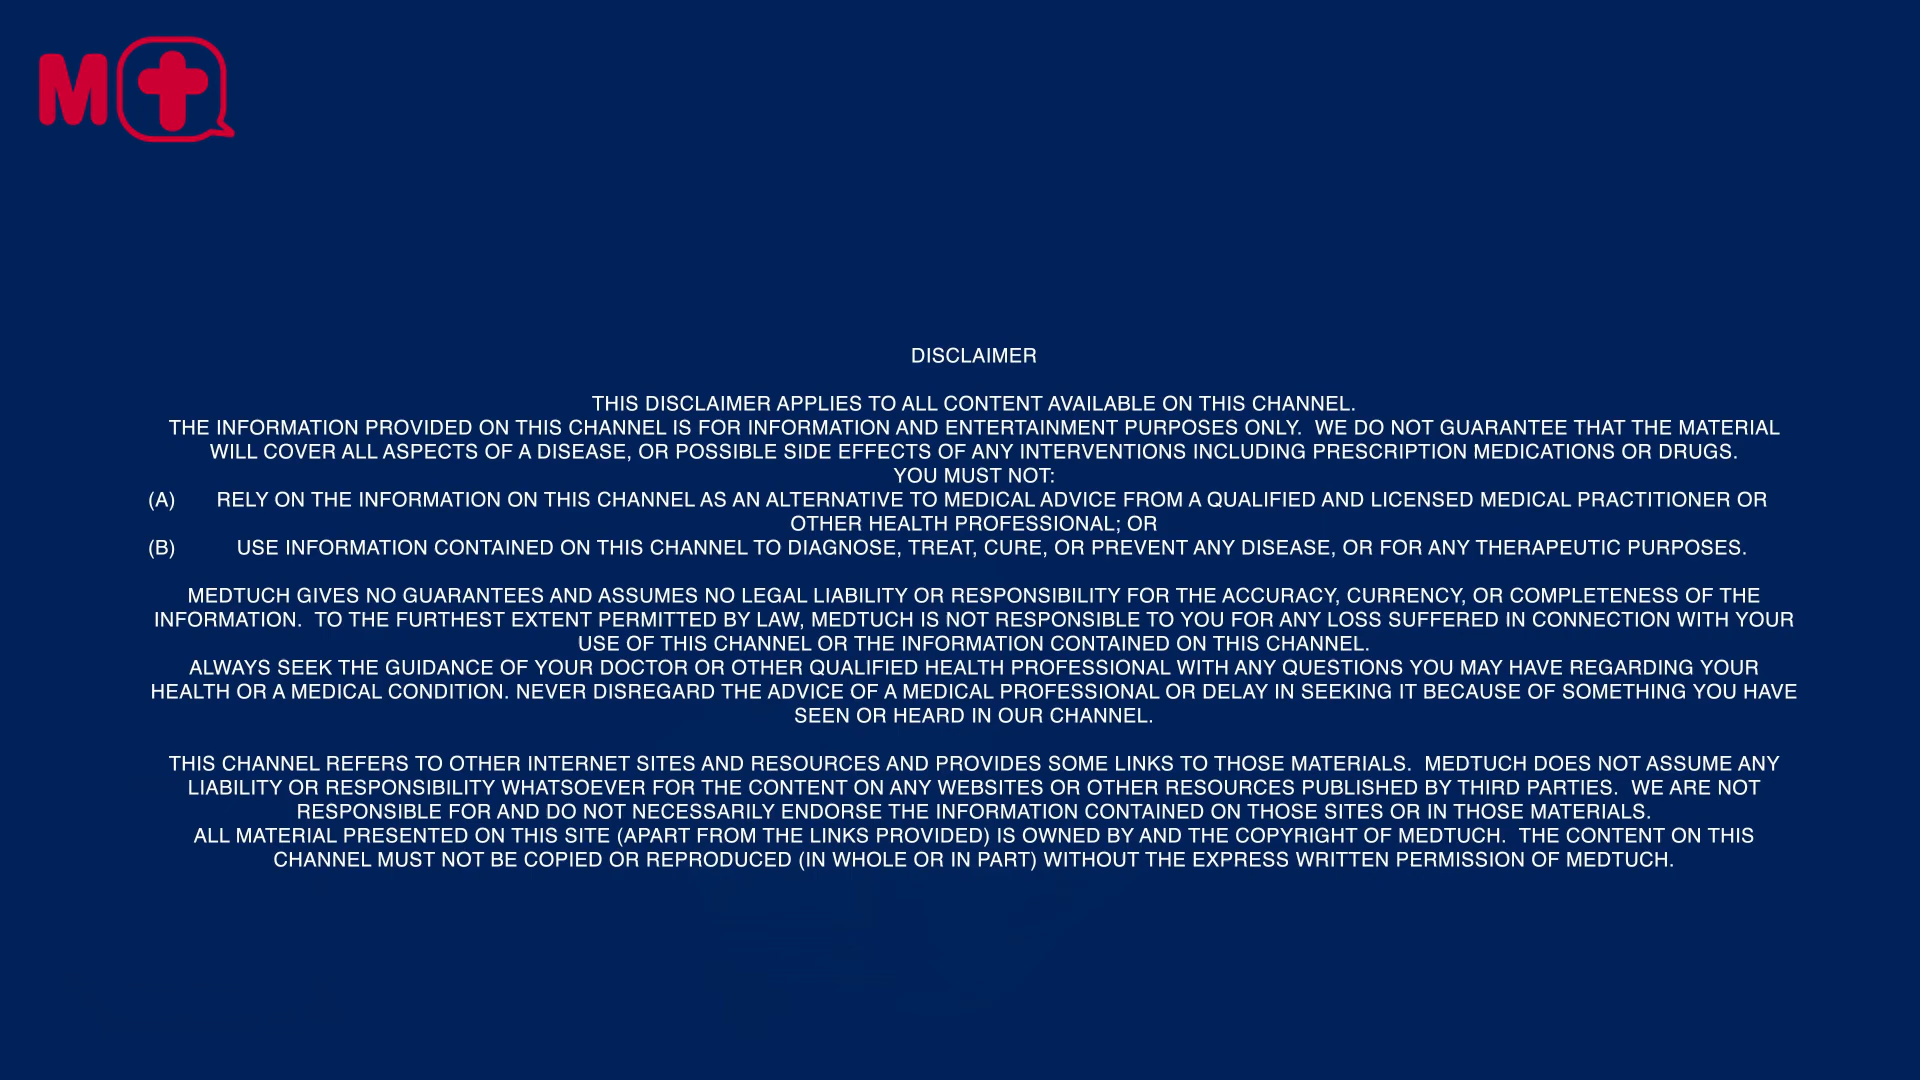 M
DISCLAIMER
THIS DISCLAIMER APPLIES TO ALL CONTENT AVAILABLE ON THIS CHANNEL.
THE INFORMATION PROVIDED ON THIS CHANNEL IS FOR INFORMATION AND ENTERTAINMENT PURPOSES ONLY.  WE DO NOT GUARANTEE THAT THE MATERIAL
WILL COVER ALL ASPECTS OF A DISEASE, OR POSSIBLE SIDE EFFECTS OF ANY INTERVENTIONS INCLUDING PRESCRIPTION MEDICATIONS OR DRUGS.
YOU MUST NOT:
(A) RELY ON THE INFORMATION ON THIS CHANNEL AS AN ALTERNATIVE TO MEDICAL ADVICE FROM A QUALIFIED AND LICENSED MEDICAL PRACTITIONER OR
OTHER HEALTH PROFESSIONAL; OR
(B) USE INFORMATION CONTAINED ON THIS CHANNEL TO DIAGNOSE, TREAT, CURE, OR PREVENT ANY DISEASE, OR FOR ANY THERAPEUTIC PURPOSES.
MEDTUCH GIVES NO GUARANTEES AND ASSUMES NO LEGAL LIABILITY OR RESPONSIBILITY FOR THE ACCURACY, CURRENCY, OR COMPLETENESS OF THE
INFORMATION.  TO THE FURTHEST EXTENT PERMITTED BY LAW, MEDTUCH IS NOT RESPONSIBLE TO YOU FOR ANY LOSS SUFFERED IN CONNECTION WITH YOUR
USE OF THIS CHANNEL OR THE INFORMATION CONTAINED ON THIS CHANNEL.
ALWAYS SEEK THE GUIDANCE OF YOUR DOCTOR OR OTHER QUALIFIED HEALTH PROFESSIONAL WITH ANY QUESTIONS YOU MAY HAVE REGARDING YOUR
HEALTH OR A MEDICAL CONDITION. NEVER DISREGARD THE ADVICE OF A MEDICAL PROFESSIONAL OR DELAY IN SEEKING IT BECAUSE OF SOMETHING YOU HAVE
SEEN OR HEARD IN OUR CHANNEL.
THIS CHANNEL REFERS TO OTHER INTERNET SITES AND RESOURCES AND PROVIDES SOME LINKS TO THOSE MATERIALS.  MEDTUCH DOES NOT ASSUME ANY
LIABILITY OR RESPONSIBILITY WHATSOEVER FOR THE CONTENT ON ANY WEBSITES OR OTHER RESOURCES PUBLISHED BY THIRD PARTIES.  WE ARE NOT
RESPONSIBLE FOR AND DO NOT NECESSARILY ENDORSE THE INFORMATION CONTAINED ON THOSE SITES OR IN THOSE MATERIALS.
ALL MATERIAL PRESENTED ON THIS SITE (APART FROM THE LINKS PROVIDED) IS OWNED BY AND THE COPYRIGHT OF MEDTUCH.  THE CONTENT ON THIS
CHANNEL MUST NOT BE COPIED OR REPRODUCED (IN WHOLE OR IN PART) WITHOUT THE EXPRESS WRITTEN PERMISSION OF MEDTUCH.